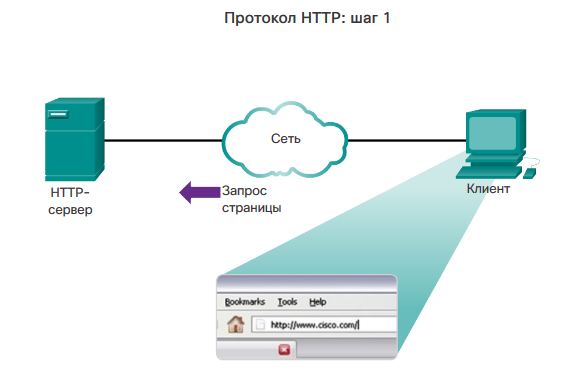 Протокол HTTP: шаг 1
Сеть
HTTP-
сервер
Запрос
страницы
Клиент
Bookmarks Tools Help
http://www.cisco.com/